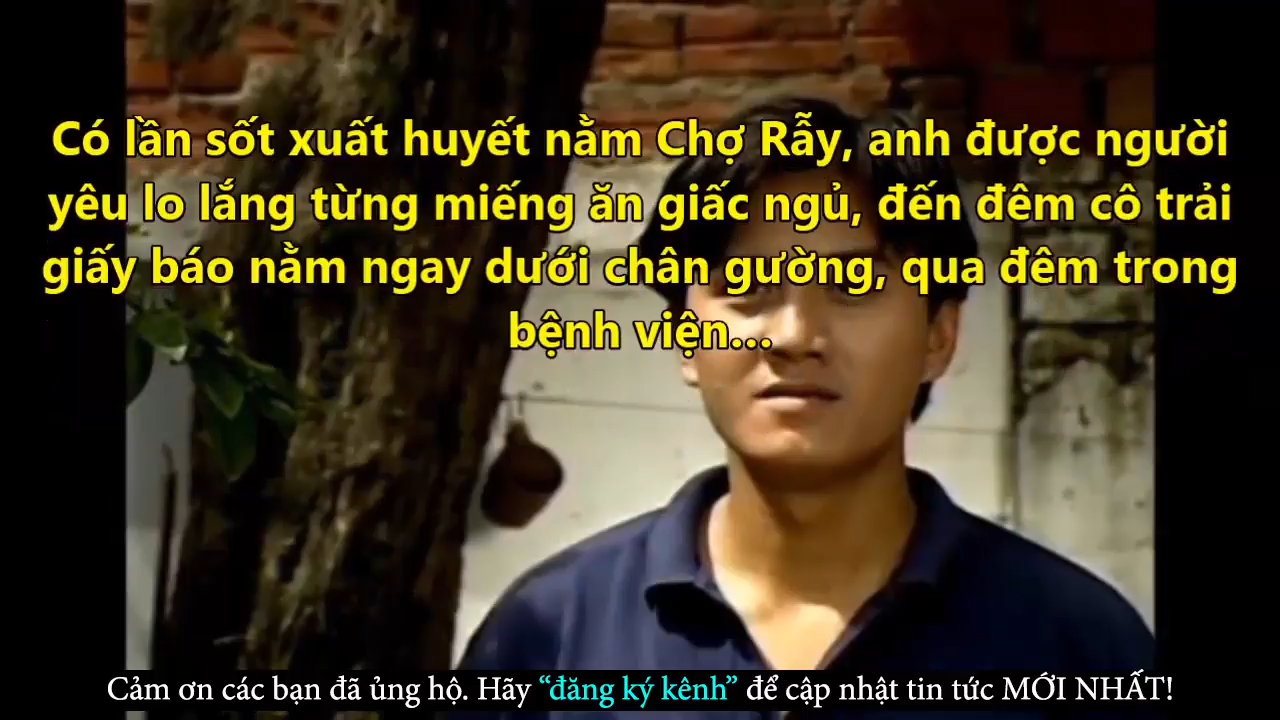 Có lần sốt xuất huyết nằm Chợ Rẫy, anh được người
yêu lo lắng từng miếng ăn giấc ngủ, đến đêm cô trải
giấy báo nằm ngay dưới chân gường, qua đêm trong
bệnh viện...
Cảm ơn các bạn đã ủng hộ. Hãy “đăng ký kênh” để cập nhật tin tức MỚI NHẤT!